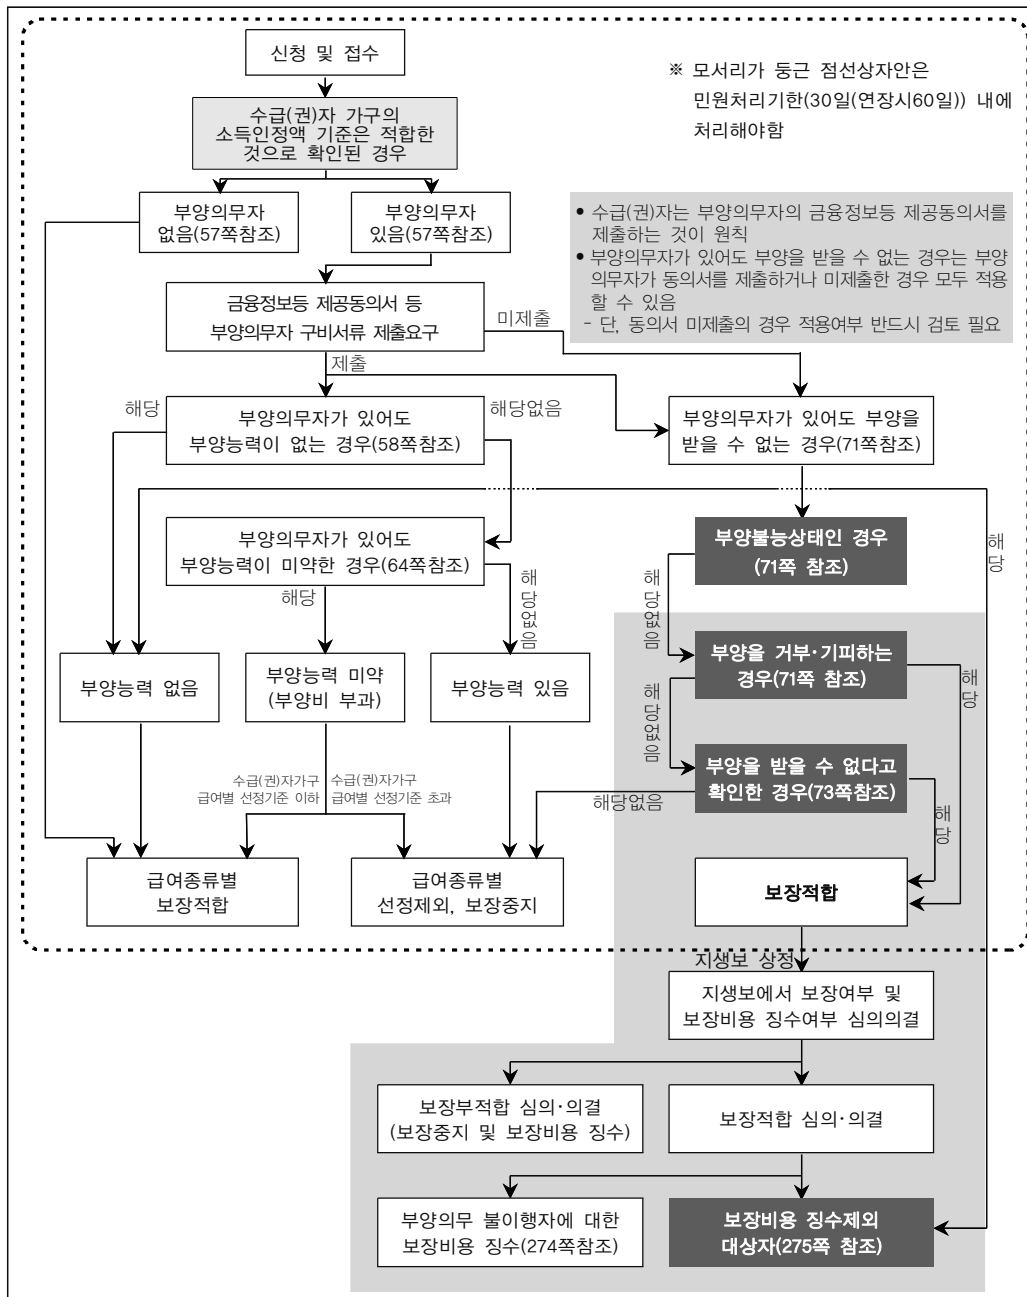 신청 및 접수
※ 모서리가 둥근 점선상자안은
민원처리기한(30일(연장시60일)) 내에
처리해야함
수급(권)자 가구의
소득인정액 기준은 적합한
것으로 확인된 경우
부양의무자
없음(57쪽참조)
부양의무자
있음(57쪽참조)
• 수급(권)자는 부양의무자의 금융정보등 제공동의서를
제출하는 것이 원칙
• 부양의무자가 있어도 부양을 받을 수 없는 경우는 부양
의무자가 동의서를 제출하거나 미제출한 경우 모두 적용
할 수 있음
- 단, 동의서 미제출의 경우 적용여부 반드시 검토 필요
금융정보등 제공동의서 등
부양의무자 구비서류 제출요구
미제출
제출
해당
부양의무자가 있어도
부양능력이 없는 경우(58쪽참조)
해당없음
부양의무자가 있어도 부양을
받을 수 없는 경우(71쪽참조)
부양의무자가 있어도
부양능력이 미약한 경우(64쪽참조)
해당
해당없음
부양불능상태인 경우
(71쪽 참조)
해당
해당없음
부양을 거부·기피하는
경우(71쪽 참조)
해당
부양능력 없음
부양능력 미약
(부양비 부과)
부양능력 있음
해당없음
부양을 받을 수 없다고
확인한 경우(73쪽참조)
수급(권)자가구
급여별 선정기준 이하
수급(권)자가구
급여별 선정기준 초과
해당없음
해당
급여종류별
보장적합
급여종류별
선정제외, 보장중지
보장적합
지생보 상정
지생보에서 보장여부 및
보장비용 징수여부 심의의결
보장부적합 심의·의결
(보장중지 및 보장비용 징수)
보장적합 심의·의결
부양의무 불이행자에 대한
보장비용 징수(274쪽참조)
보장비용 징수제외
대상자(275쪽 참조)